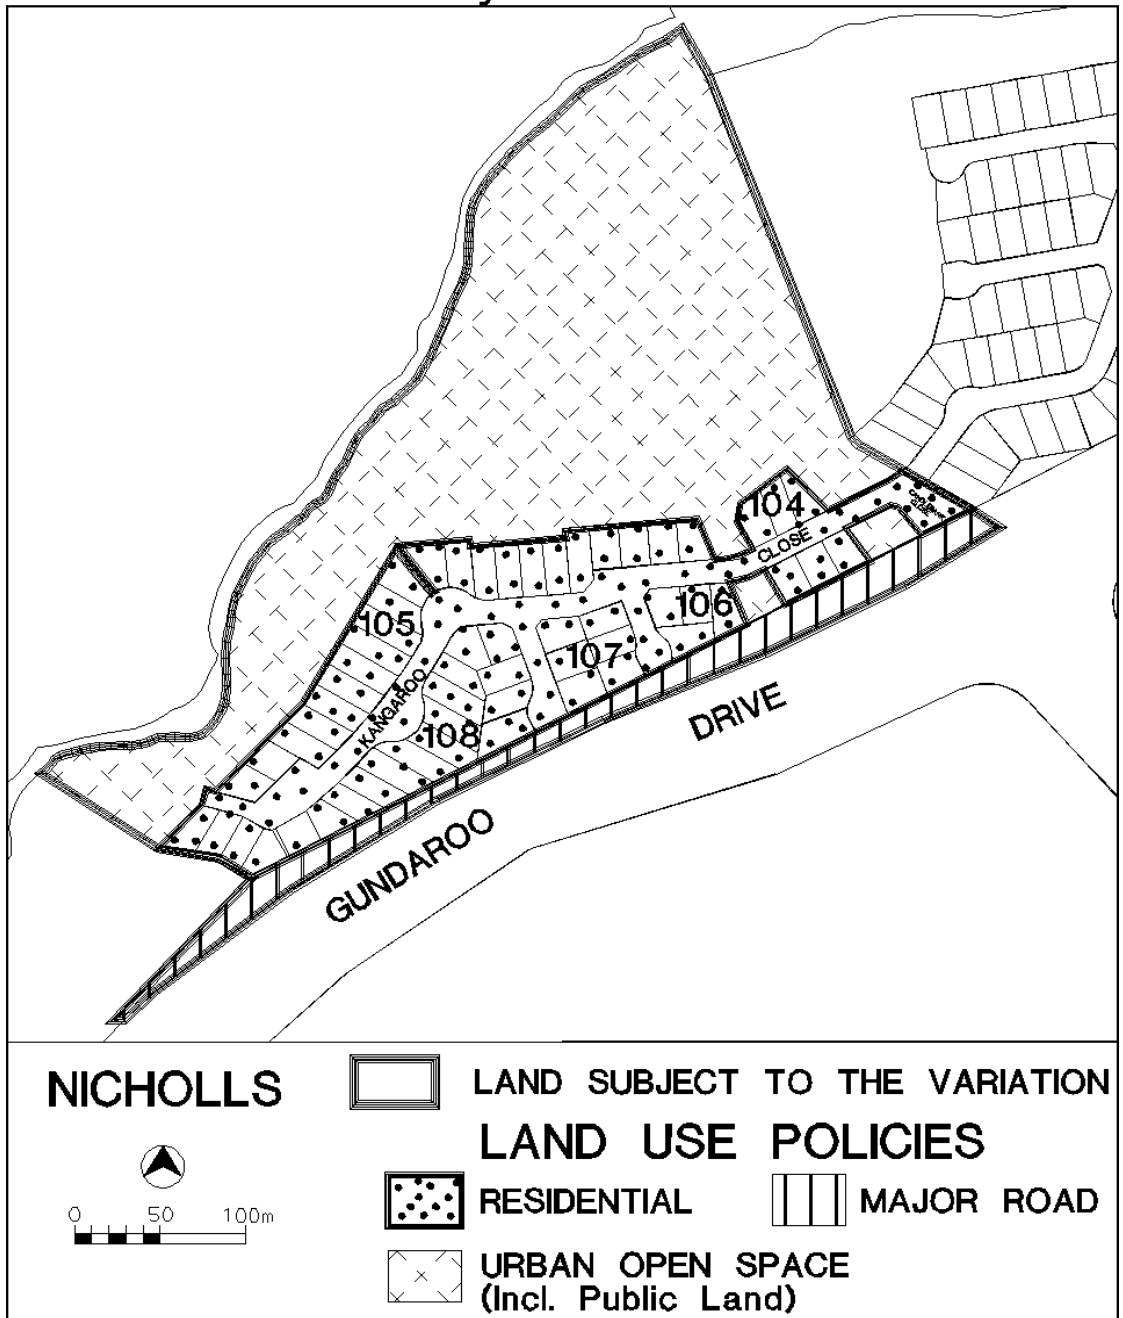 104
CLOSE
105
106
107
KANGAROO
108
DRIVE
GUNDAROO
NICHOLLS
LAND SUBJECT TO THE VARIATION
LAND USE POLICIES
RESIDENTIAL
MAJOR ROAD
0 50 100m
URBAN OPEN SPACE
(Incl. Public Land)